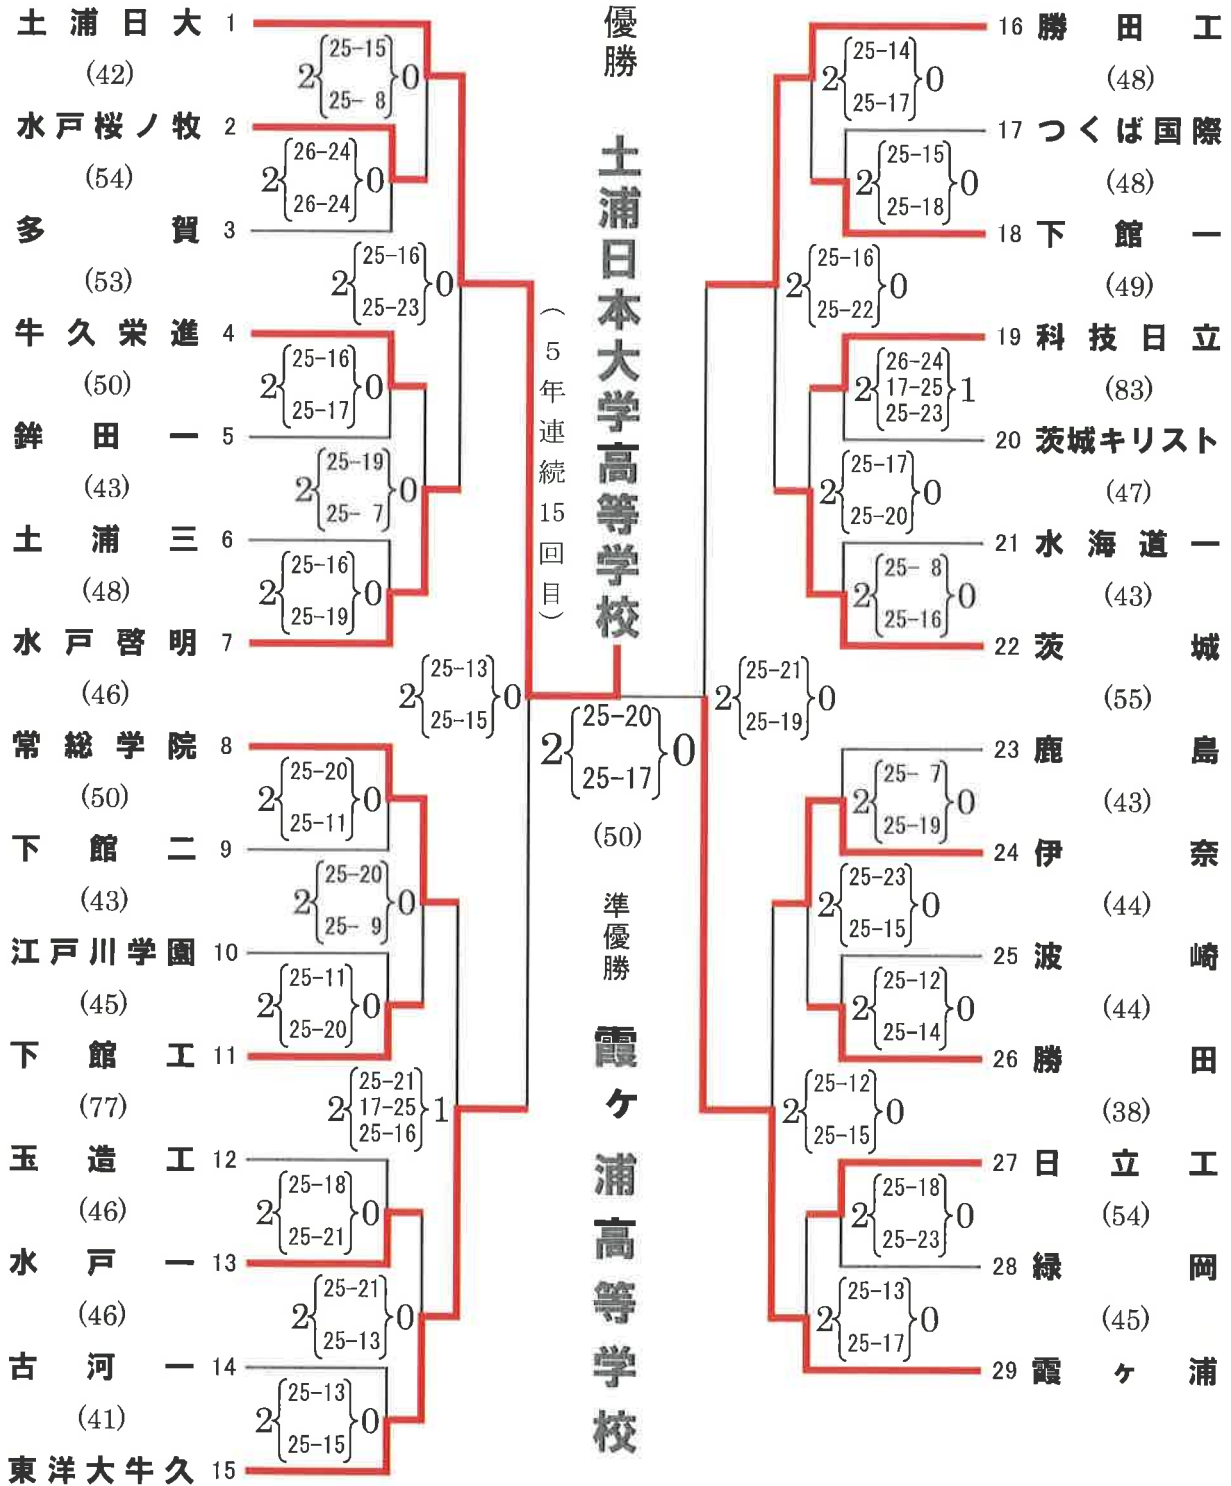 土浦日大 1
(42)
2 25-15 0
25- 8
水戸桜ノ牧 2
(54)
2 26-24 0
26-24
多賀 3
(53)
2 25-16 0
25-23
牛久栄進 4
(50)
2 25-16 0
25-17
鉾田一 5
(43)
2 25-19 0
25- 7
土浦三 6
(48)
2 25-16 0
25-19
水戸啓明 7
(46)
2 25-13 0
25-15
常総学院 8
(50)
2 25-20 0
25-11
下館二 9
(43)
2 25-20 0
25- 9
江戸川学園 10
(45)
2 25-11 0
25-20
下館工 11
(77)
2 25-21 1
17-25
25-16
玉造工 12
(46)
2 25-18 0
25-21
水戸一 13
(46)
2 25-21 0
25-13
古河一 14
(41)
2 25-13 0
25-15
東洋大牛久 15
優勝
土浦日本大学高等学校
(5年連続15回目)
2 25-20 0
25-17
(50)
準優勝
霞ヶ浦高等学校
16 勝田工
(48)
2 25-14 0
25-17
17 つくば国際
(48)
2 25-15 0
25-18
18 下館一
(49)
2 25-16 0
25-22
19 科技日立
(83)
2 26-24 1
17-25
25-23
20 茨城キリスト
(47)
2 25-17 0
25-20
21 水海道一
(43)
2 25- 8 0
25-16
22 茨城
(55)
2 25-21 0
25-19
23 鹿島
(43)
2 25- 7 0
25-19
24 伊奈
(44)
2 25-23 0
25-15
25 波崎
(44)
2 25-12 0
25-14
26 勝田
(38)
2 25-12 0
25-15
27 日立工
(54)
2 25-18 0
25-23
28 緑岡
(45)
2 25-13 0
25-17
29 霞ヶ浦